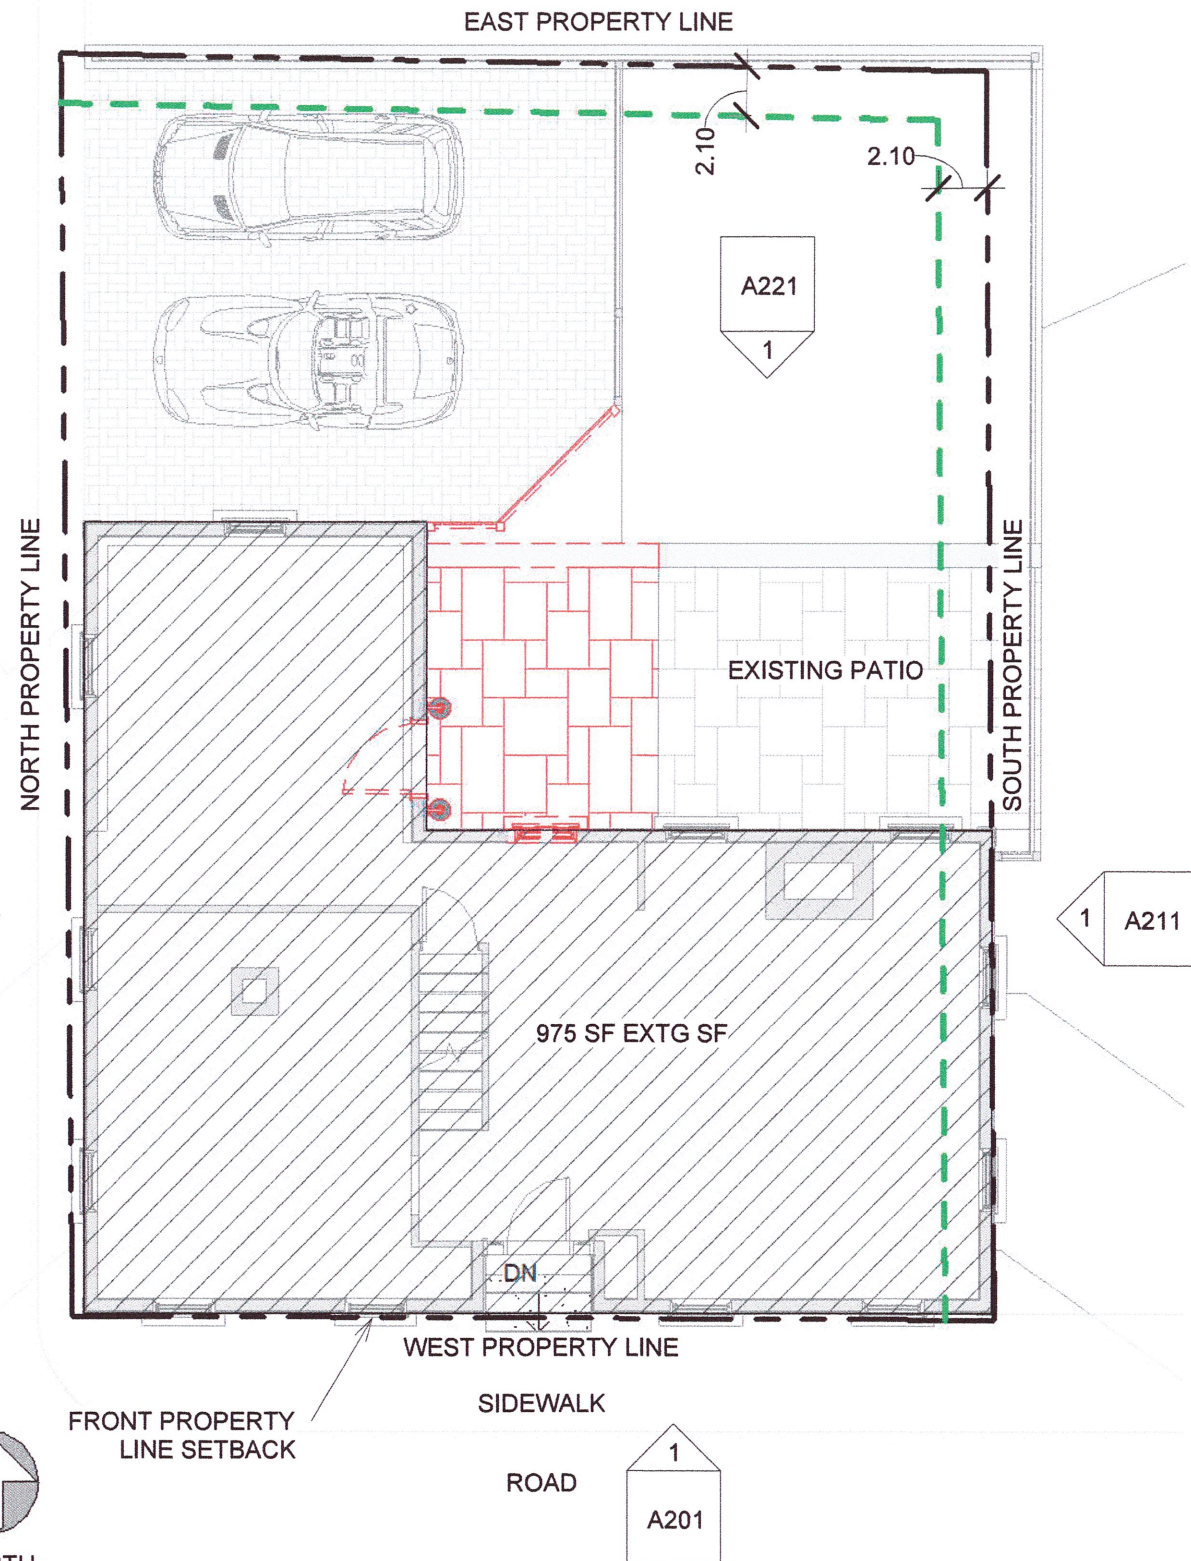 EAST PROPERTY LINE
2.10
2.10
A221
1
NORTH PROPERTY LINE
SOUTH PROPERTY LINE
EXISTING PATIO
1
A211
975 SF EXTG SF
DN
WEST PROPERTY LINE
SIDEWALK
FRONT PROPERTY
LINE SETBACK
ROAD
1
A201